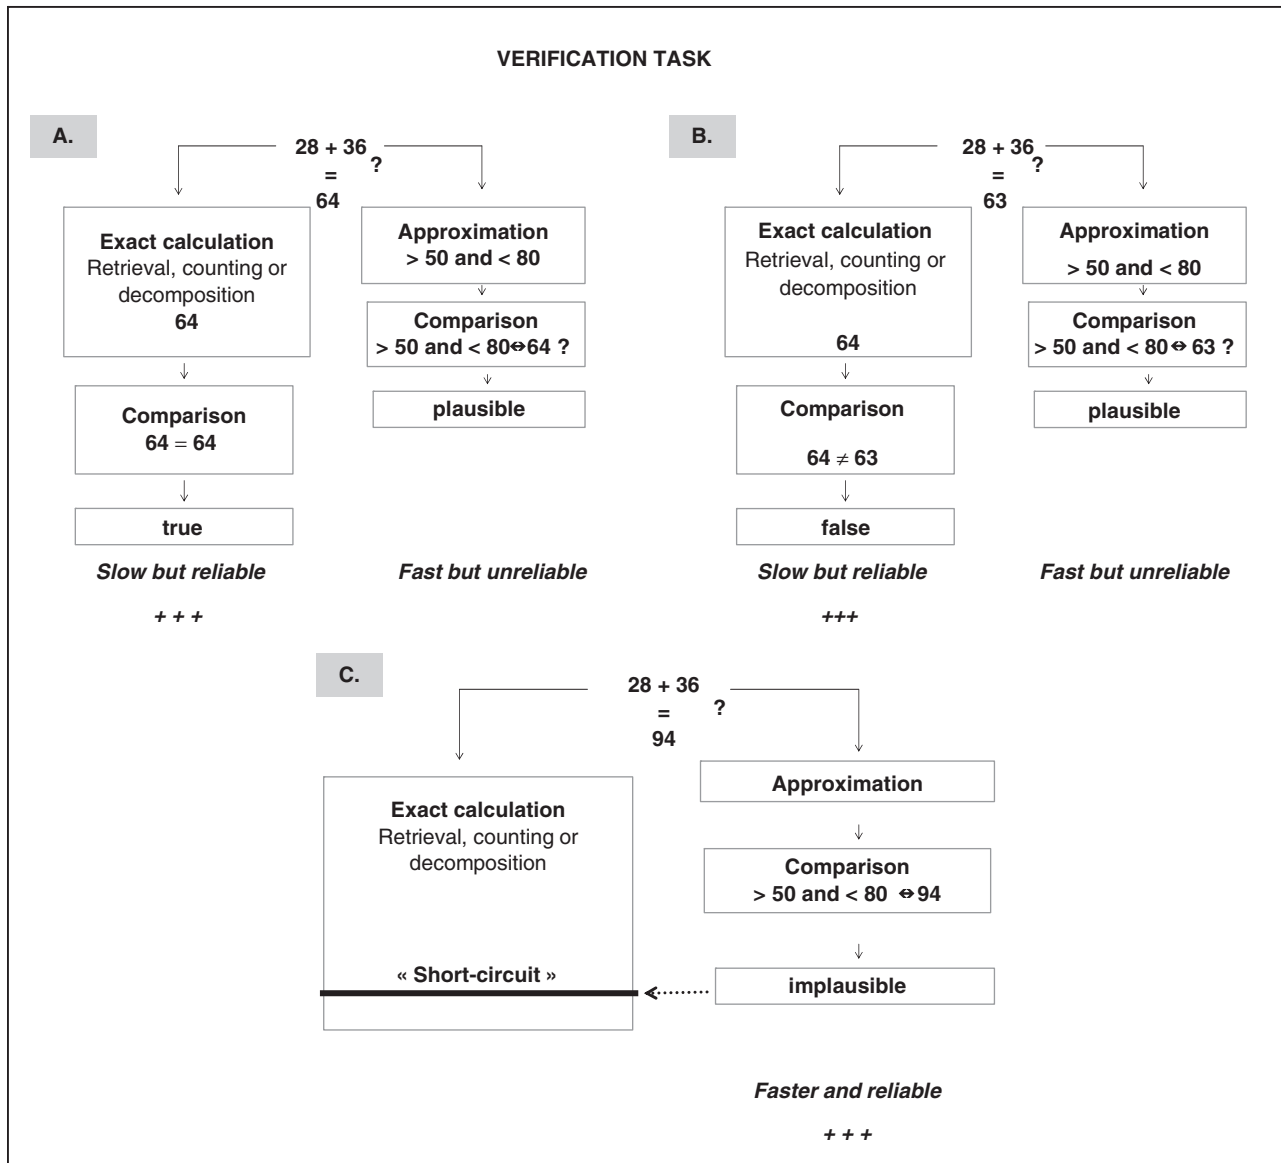 VERIFICATION TASK
A.
28 + 36
?
=
64
Exact calculation
Retrieval, counting or
decomposition
64
Comparison
64 = 64
true
Slow but reliable
+ + +
Approximation
> 50 and < 80
Comparison
> 50 and < 80⇔64 ?
plausible
Fast but unreliable
B.
28 + 36
?
=
63
Exact calculation
Retrieval, counting or
decomposition
64
Comparison
64 ≠ 63
false
Slow but reliable
+++
Approximation
> 50 and < 80
Comparison
> 50 and < 80⇔ 63 ?
plausible
Fast but unreliable
C.
28 + 36
?
=
94
Exact calculation
Retrieval, counting or
decomposition
« Short-circuit »
Approximation
Comparison
> 50 and < 80 ⇔94
implausible
Faster and reliable
+ + +